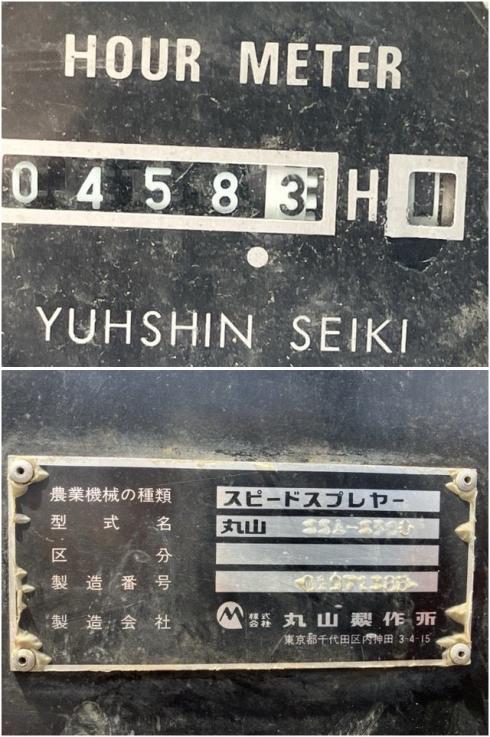 HOUR METER
04583 H
YUHSHIN SEIKI
農業機械の種類 スピードスプレヤー
型式名 丸山
区分
製造番号
製造会社 株式会社 丸山製作所
東京都千代田区内神田 3-4-15